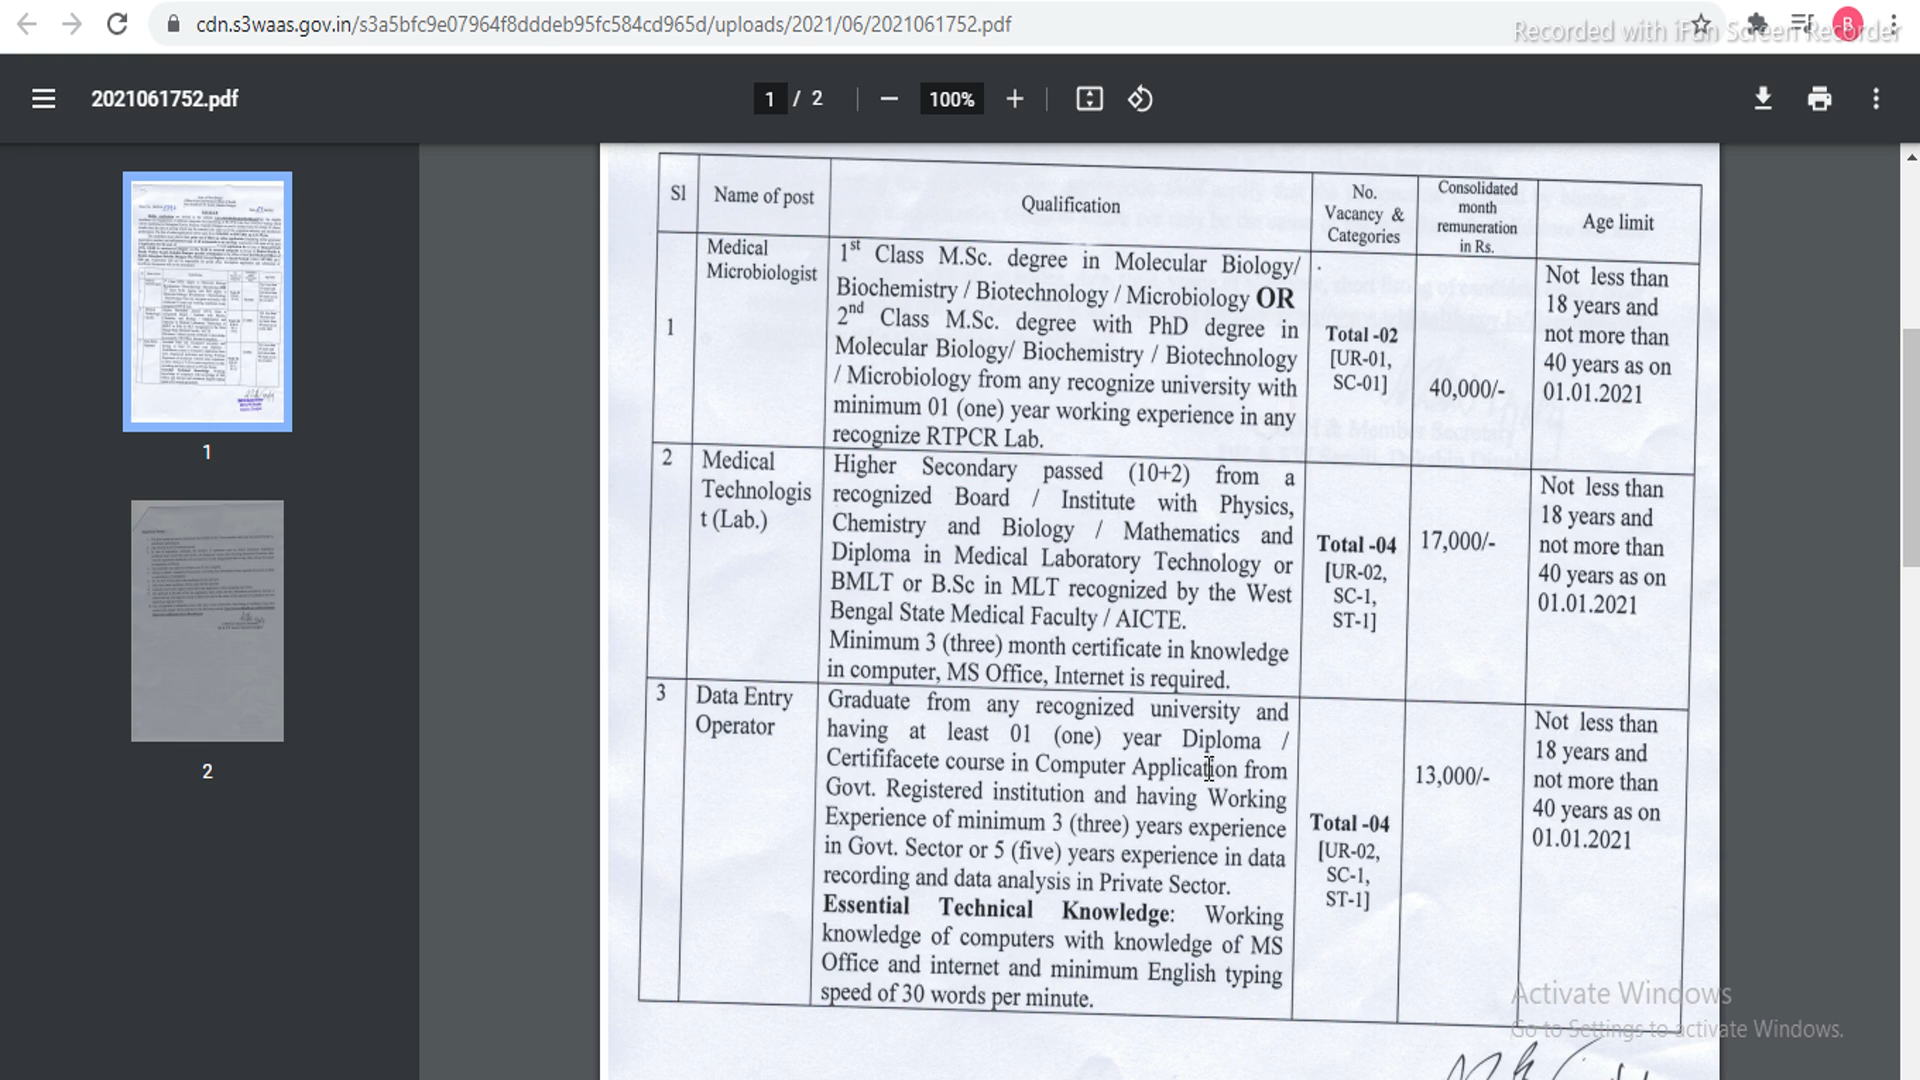 cdn.s3waas.gov.in/s3a5bfc9e07964f8dddeb95fc584cd965d/uploads/2021/06/2021061752.pdf
B
Recorded with iFun Screen Recorder
2021061752.pdf
1 / 2
100%
1
2
Sl
Name of post
Qualification
No.
Vacancy &
Categories
Consolidated
month
remuneration
in Rs.
Age limit
1
Medical
Microbiologist
1st Class M.Sc. degree in Molecular Biology/
Biochemistry / Biotechnology / Microbiology OR
2nd Class M.Sc. degree with PhD degree in
Molecular Biology/ Biochemistry / Biotechnology
/ Microbiology from any recognize university with
minimum 01 (one) year working experience in any
recognize RTPCR Lab.
Total -02
[UR-01,
SC-01]
40,000/-
Not less than
18 years and
not more than
40 years as on
01.01.2021
2
Medical
Technologis
t (Lab.)
Higher Secondary passed (10+2) from a
recognized Board / Institute with Physics,
Chemistry and Biology / Mathematics and
Diploma in Medical Laboratory Technology or
BMLT or B.Sc in MLT recognized by the West
Bengal State Medical Faculty / AICTE.
Minimum 3 (three) month certificate in knowledge
in computer, MS Office, Internet is required.
Total -04
[UR-02,
SC-1,
ST-1]
17,000/-
Not less than
18 years and
not more than
40 years as on
01.01.2021
3
Data Entry
Operator
Graduate from any recognized university and
having at least 01 (one) year Diploma /
Certififacete course in Computer Application from
Govt. Registered institution and having Working
Experience of minimum 3 (three) years experience
in Govt. Sector or 5 (five) years experience in data
recording and data analysis in Private Sector.
Essential Technical Knowledge: Working
knowledge of computers with knowledge of MS
Office and internet and minimum English typing
speed of 30 words per minute.
Total -04
[UR-02,
SC-1,
ST-1]
13,000/-
Not less than
18 years and
not more than
40 years as on
01.01.2021
Activate Windows
Go to Settings to activate Windows.